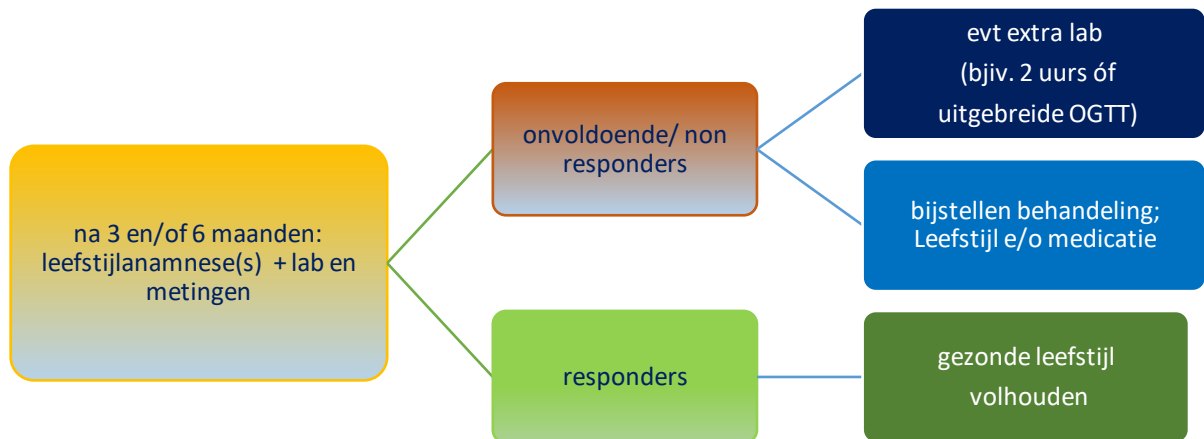 na 3 en/of 6 maanden:
leefstijlanamnese(s) + lab en
metingen
onvoldoende/ non
responders
evt extra lab
(bjiv. 2 uurs óf
uitgebreide OGTT)
bijstellen behandeling;
Leefstijl e/o medicatie
responders
gezonde leefstijl
volhouden